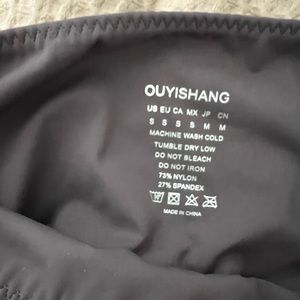 OUYISHANG
US EU CA MX JP CN
S S S S M M
MACHINE WASH COLD
TUMBLE DRY LOW
DO NOT BLEACH
DO NOT IRON
73% NYLON
27% SPANDEX
MADE IN CHINA